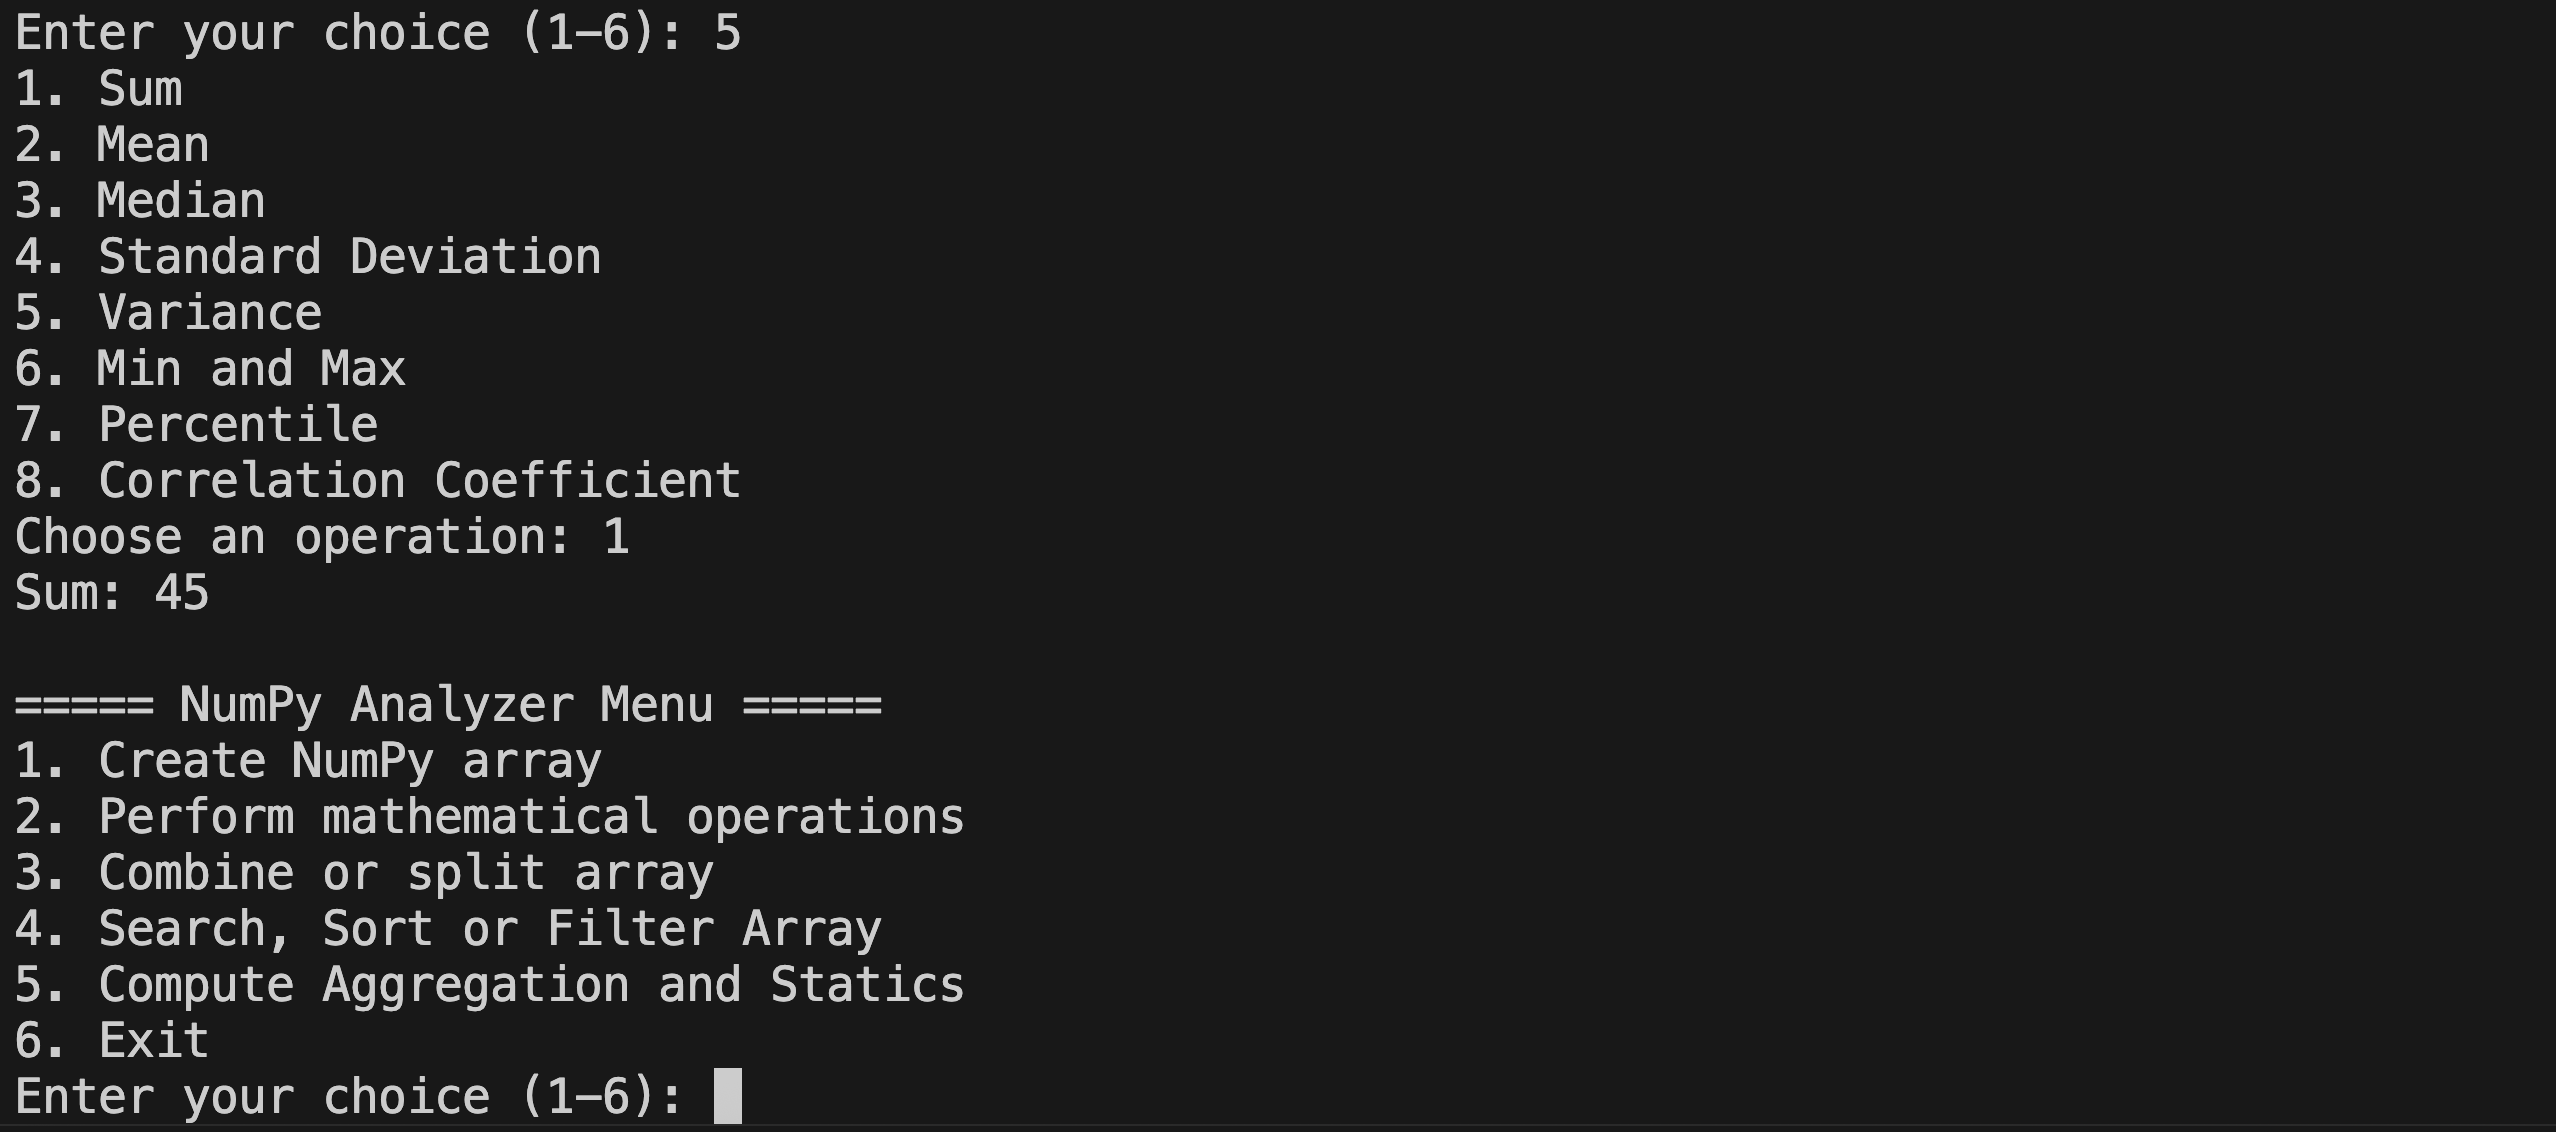 Enter your choice (1–6): 5
1. Sum
2. Mean
3. Median
4. Standard Deviation
5. Variance
6. Min and Max
7. Percentile
8. Correlation Coefficient
Choose an operation: 1
Sum: 45

===== NumPy Analyzer Menu =====
1. Create NumPy array
2. Perform mathematical operations
3. Combine or split array
4. Search, Sort or Filter Array
5. Compute Aggregation and Statics
6. Exit
Enter your choice (1–6):